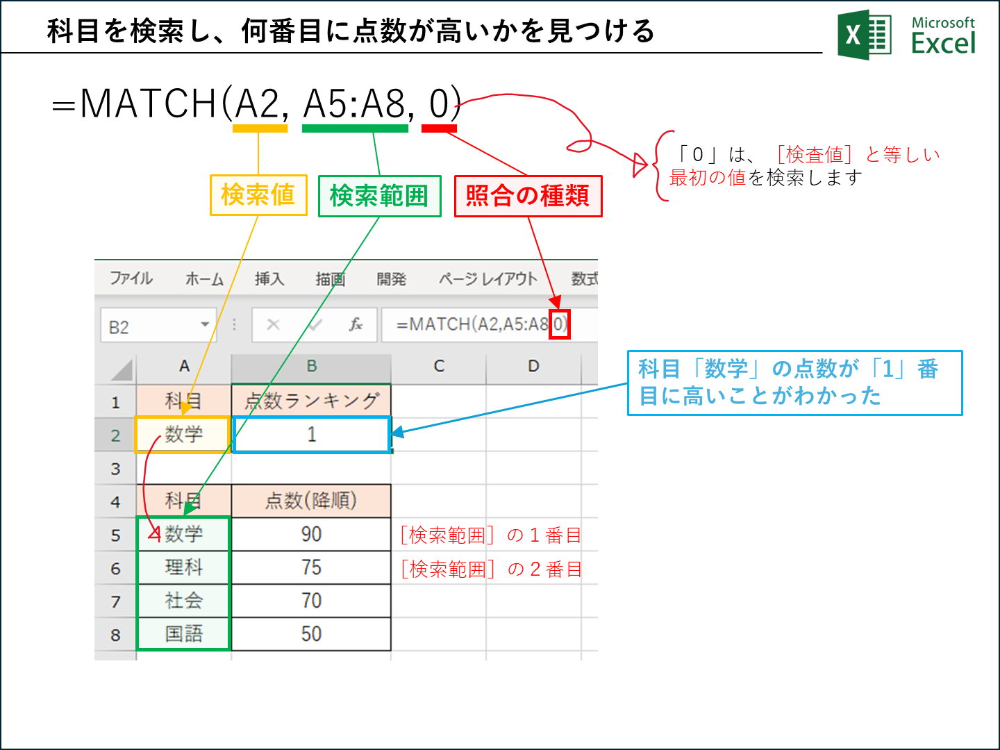 科目を検索し、何番目に点数が高いかを見つける
Microsoft
Excel
=MATCH(A2, A5:A8, 0)
「０」は、［検査値］と等しい
最初の値を検索します
検索値
検索範囲
照合の種類
ファイル ホーム 挿入 描画 開発 ページ レイアウト 数式
B2 fx =MATCH(A2,A5:A8,0)
A B C D
科目「数学」の点数が「1」番
目に高いことがわかった
1 科目 点数ランキング
2 数学 1
3
4 科目 点数(降順)
5 数学 90 ［検索範囲］の１番目
6 理科 75 ［検索範囲］の２番目
7 社会 70
8 国語 50